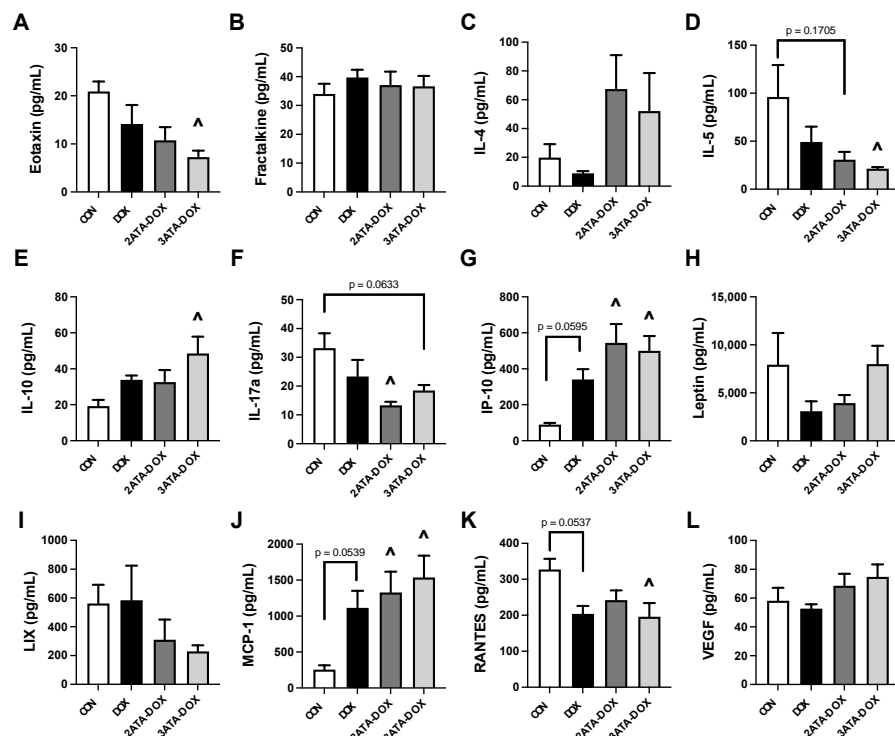 A
Eotaxin (pg/mL)
30
20
10
0
^
CON
DOX
2ATA-DOX
3ATA-DOX
B
Fractalkine (pg/mL)
50
40
30
20
10
0
CON
DOX
2ATA-DOX
3ATA-DOX
C
IL-4 (pg/mL)
100
80
60
40
20
0
CON
DOX
2ATA-DOX
3ATA-DOX
D
IL-5 (pg/mL)
150
100
50
0
p = 0.1705
^
CON
DOX
2ATA-DOX
3ATA-DOX
E
IL-10 (pg/mL)
80
60
40
20
0
^
CON
DOX
2ATA-DOX
3ATA-DOX
F
IL-17a (pg/mL)
50
40
30
20
10
0
p = 0.0633
^
CON
DOX
2ATA-DOX
3ATA-DOX
G
IP-10 (pg/mL)
800
600
400
200
0
p = 0.0595
^
^
CON
DOX
2ATA-DOX
3ATA-DOX
H
Leptin (pg/mL)
15,000
10,000
5,000
0
CON
DOX
2ATA-DOX
3ATA-DOX
I
LIX (pg/mL)
1000
800
600
400
200
0
CON
DOX
2ATA-DOX
3ATA-DOX
J
MCP-1 (pg/mL)
2000
1500
1000
500
0
p = 0.0539
^
^
CON
DOX
2ATA-DOX
3ATA-DOX
K
RANTES (pg/mL)
400
300
200
100
0
p = 0.0537
^
CON
DOX
2ATA-DOX
3ATA-DOX
L
VEGF (pg/mL)
100
80
60
40
20
0
CON
DOX
2ATA-DOX
3ATA-DOX